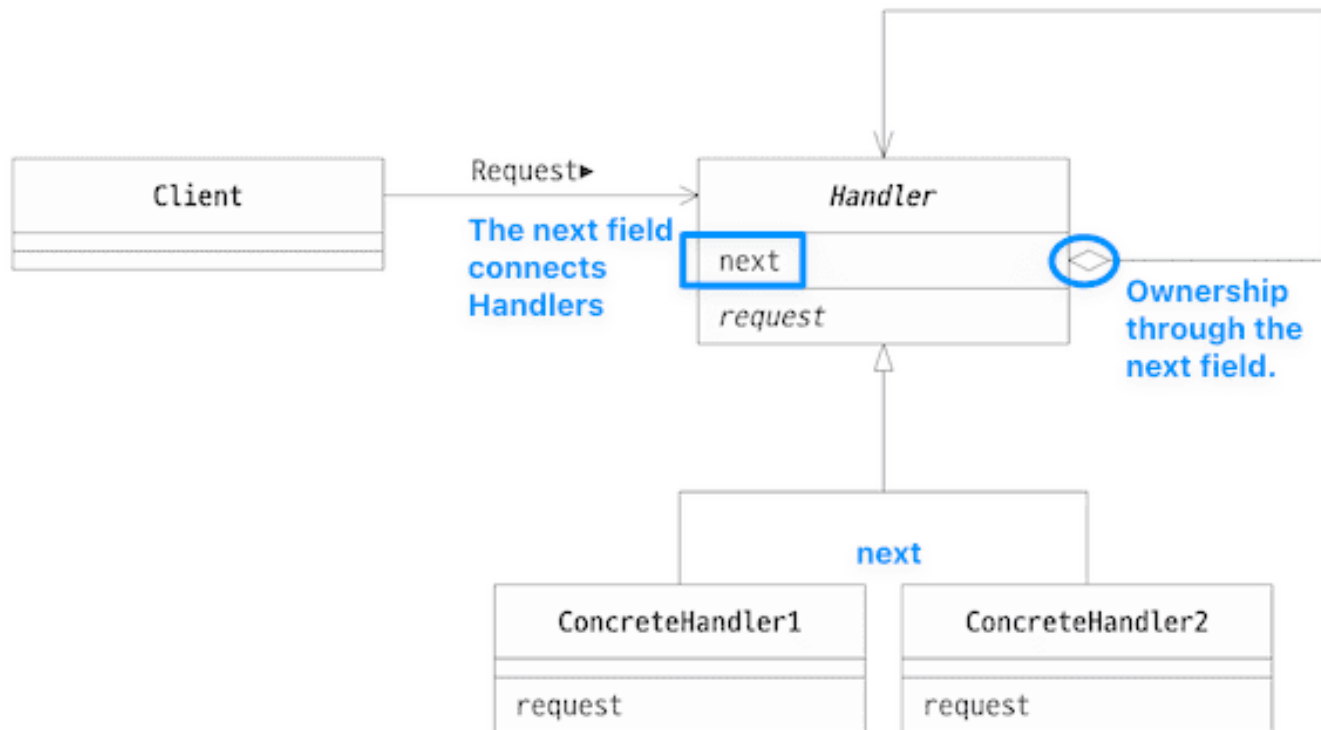 Request▶
Client
Handler
The next field
connects
Handlers
next
request
Ownership
through the
next field.
next
ConcreteHandler1
ConcreteHandler2
request
request